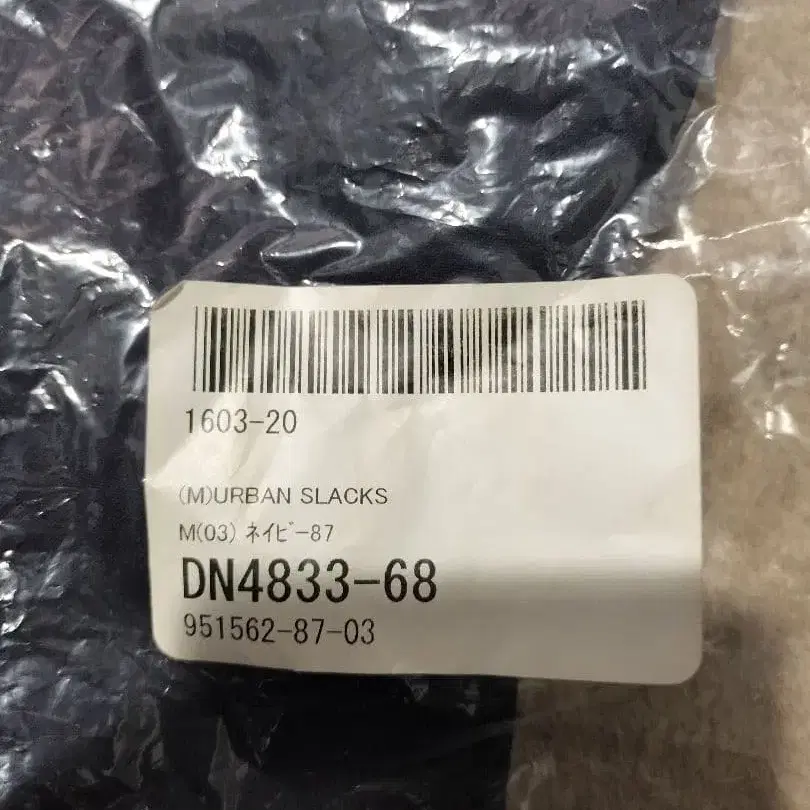 1603-20
(M)URBAN SLACKS
M(03) ﾈｲﾋﾞｰ87
DN4833-68
951562-87-03